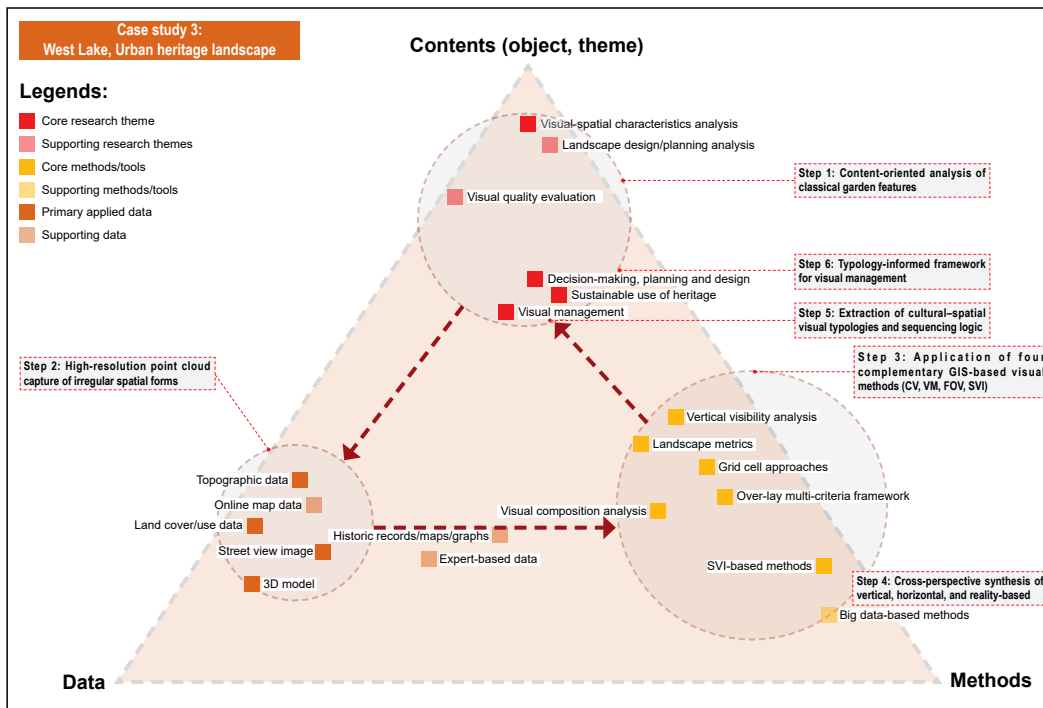 Case study 3:
West Lake, Urban heritage landscape
Contents (object, theme)
Legends:
Core research theme
Supporting research themes
Core methods/tools
Supporting methods/tools
Primary applied data
Supporting data
Visual-spatial characteristics analysis
Landscape design/planning analysis
Visual quality evaluation
Decision-making, planning and design
Sustainable use of heritage
Visual management
Step 1: Content-oriented analysis of
classical garden features
Step 6: Typology-informed framework
for visual management
Step 5: Extraction of cultural–spatial
visual typologies and sequencing logic
Step 2: High-resolution point cloud
capture of irregular spatial forms
Step 3: Application of four
complementary GIS-based visual
methods (CV, VM, FOV, SVI)
Vertical visibility analysis
Landscape metrics
Grid cell approaches
Over-lay multi-criteria framework
Visual composition analysis
SVI-based methods
Step 4: Cross-perspective synthesis of
vertical, horizontal, and reality-based
Big data-based methods
Topographic data
Online map data
Land cover/use data
Street view image
3D model
Historic records/maps/graphs
Expert-based data
Data
Methods